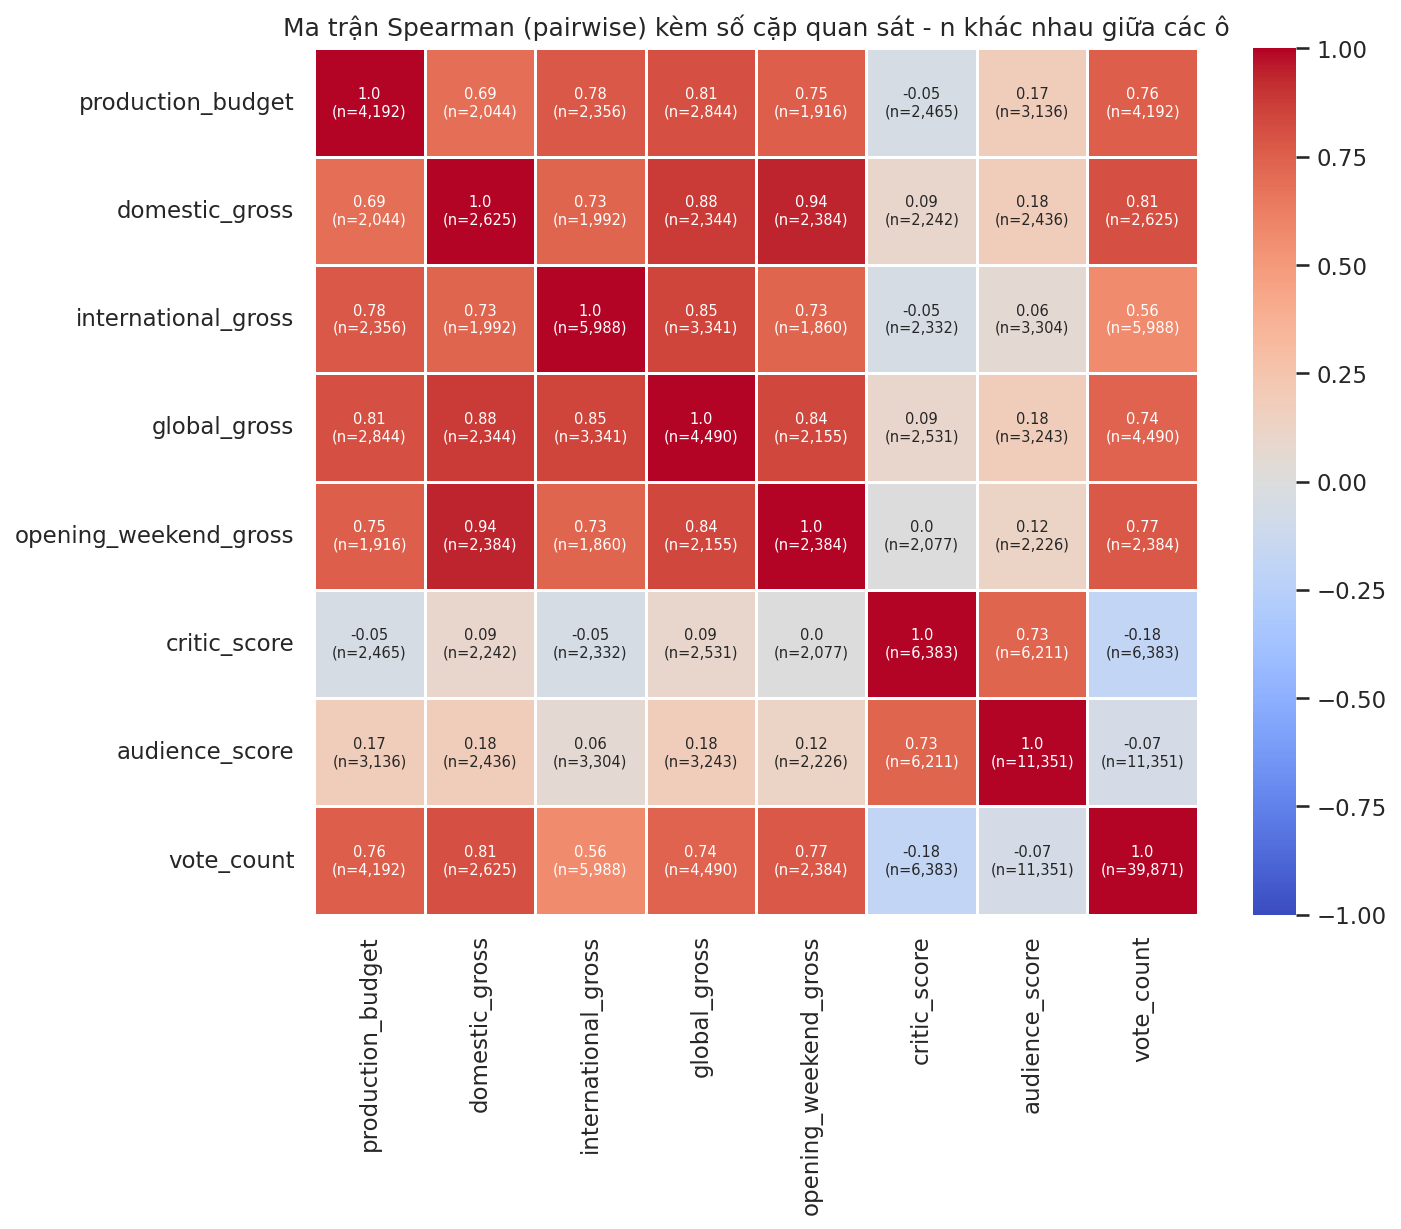 Ma trận Spearman (pairwise) kèm số cặp quan sát - n khác nhau giữa các ô
production_budget
1.0 0.69 0.78 0.81 0.75 -0.05 0.17 0.76
(n=4,192) (n=2,044) (n=2,356) (n=2,844) (n=1,916) (n=2,465) (n=3,136) (n=4,192)
domestic_gross
0.69 1.0 0.73 0.88 0.94 0.09 0.18 0.81
(n=2,044) (n=2,625) (n=1,992) (n=2,344) (n=2,384) (n=2,242) (n=2,436) (n=2,625)
international_gross
0.78 0.73 1.0 0.85 0.73 -0.05 0.06 0.56
(n=2,356) (n=1,992) (n=5,988) (n=3,341) (n=1,860) (n=2,332) (n=3,304) (n=5,988)
global_gross
0.81 0.88 0.85 1.0 0.84 0.09 0.18 0.74
(n=2,844) (n=2,344) (n=3,341) (n=4,490) (n=2,155) (n=2,531) (n=3,243) (n=4,490)
opening_weekend_gross
0.75 0.94 0.73 0.84 1.0 0.0 0.12 0.77
(n=1,916) (n=2,384) (n=1,860) (n=2,155) (n=2,384) (n=2,077) (n=2,226) (n=2,384)
critic_score
-0.05 0.09 -0.05 0.09 0.0 1.0 0.73 -0.18
(n=2,465) (n=2,242) (n=2,332) (n=2,531) (n=2,077) (n=6,383) (n=6,211) (n=6,383)
audience_score
0.17 0.18 0.06 0.18 0.12 0.73 1.0 -0.07
(n=3,136) (n=2,436) (n=3,304) (n=3,243) (n=2,226) (n=6,211) (n=11,351) (n=11,351)
vote_count
0.76 0.81 0.56 0.74 0.77 -0.18 -0.07 1.0
(n=4,192) (n=2,625) (n=5,988) (n=4,490) (n=2,384) (n=6,383) (n=11,351) (n=39,871)
production_budget
domestic_gross
international_gross
global_gross
opening_weekend_gross
critic_score
audience_score
vote_count
1.00
0.75
0.50
0.25
0.00
−0.25
−0.50
−0.75
−1.00